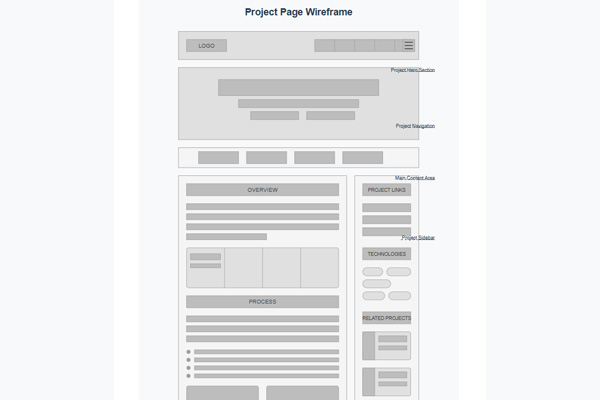 Project Page Wireframe
LOGO
Project Hero Section
Project Navigation
Main Content Area
OVERVIEW
PROJECT LINKS
Project Sidebar
TECHNOLOGIES
PROCESS
RELATED PROJECTS